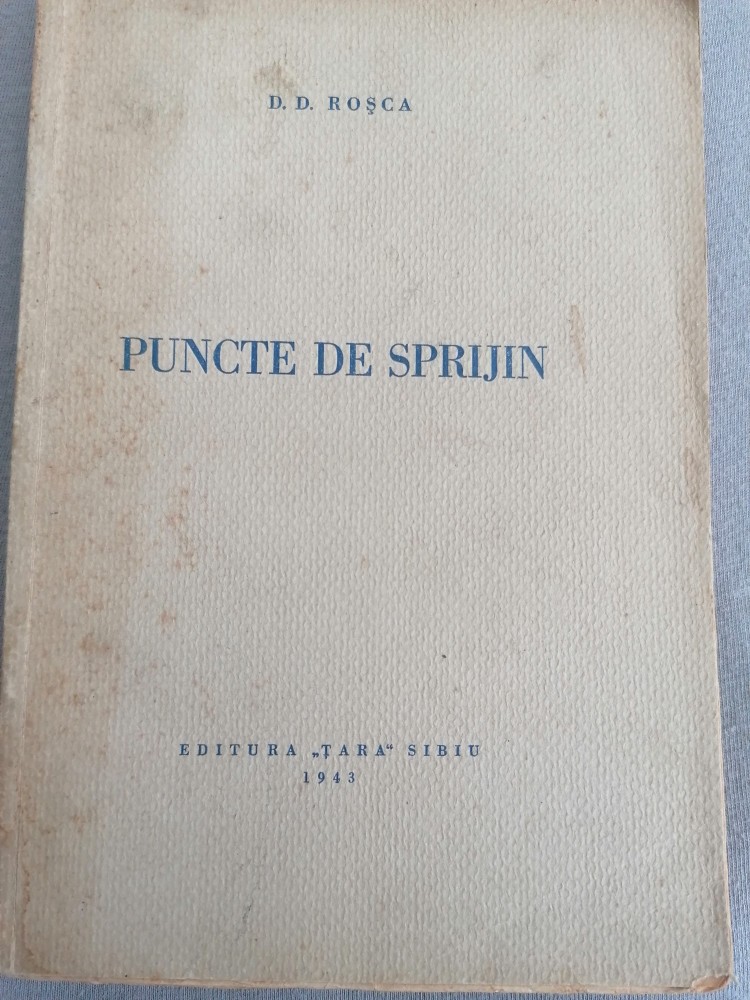 D. D. ROŞCA
PUNCTE DE SPRIJIN
EDITURA „ŢARA“ SIBIU
1943